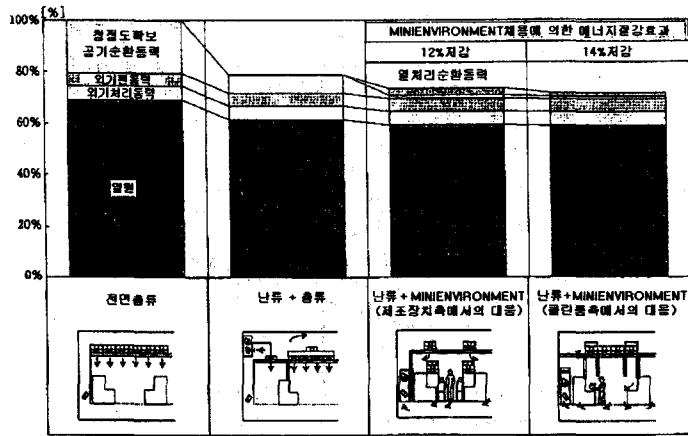 [%]
100%
80%
60%
40%
20%
0%
청정도확보
공기순환동력
외기팬동력
외기처리동력
열원
MINIENVIRONMENT채용에 의한 에너지절감효과
12%저감
14%저감
열처리순환동력
전면층류
난류 + 층류
난류+MINIENVIRONMENT
(제조장치측에서의 대응)
난류+MINIENVIRONMENT
(클린룸측에서의 대응)